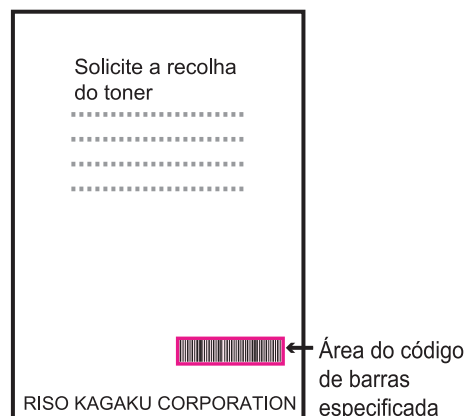 Solicite a recolha
do toner
Área do código
de barras
especificada
RISO KAGAKU CORPORATION